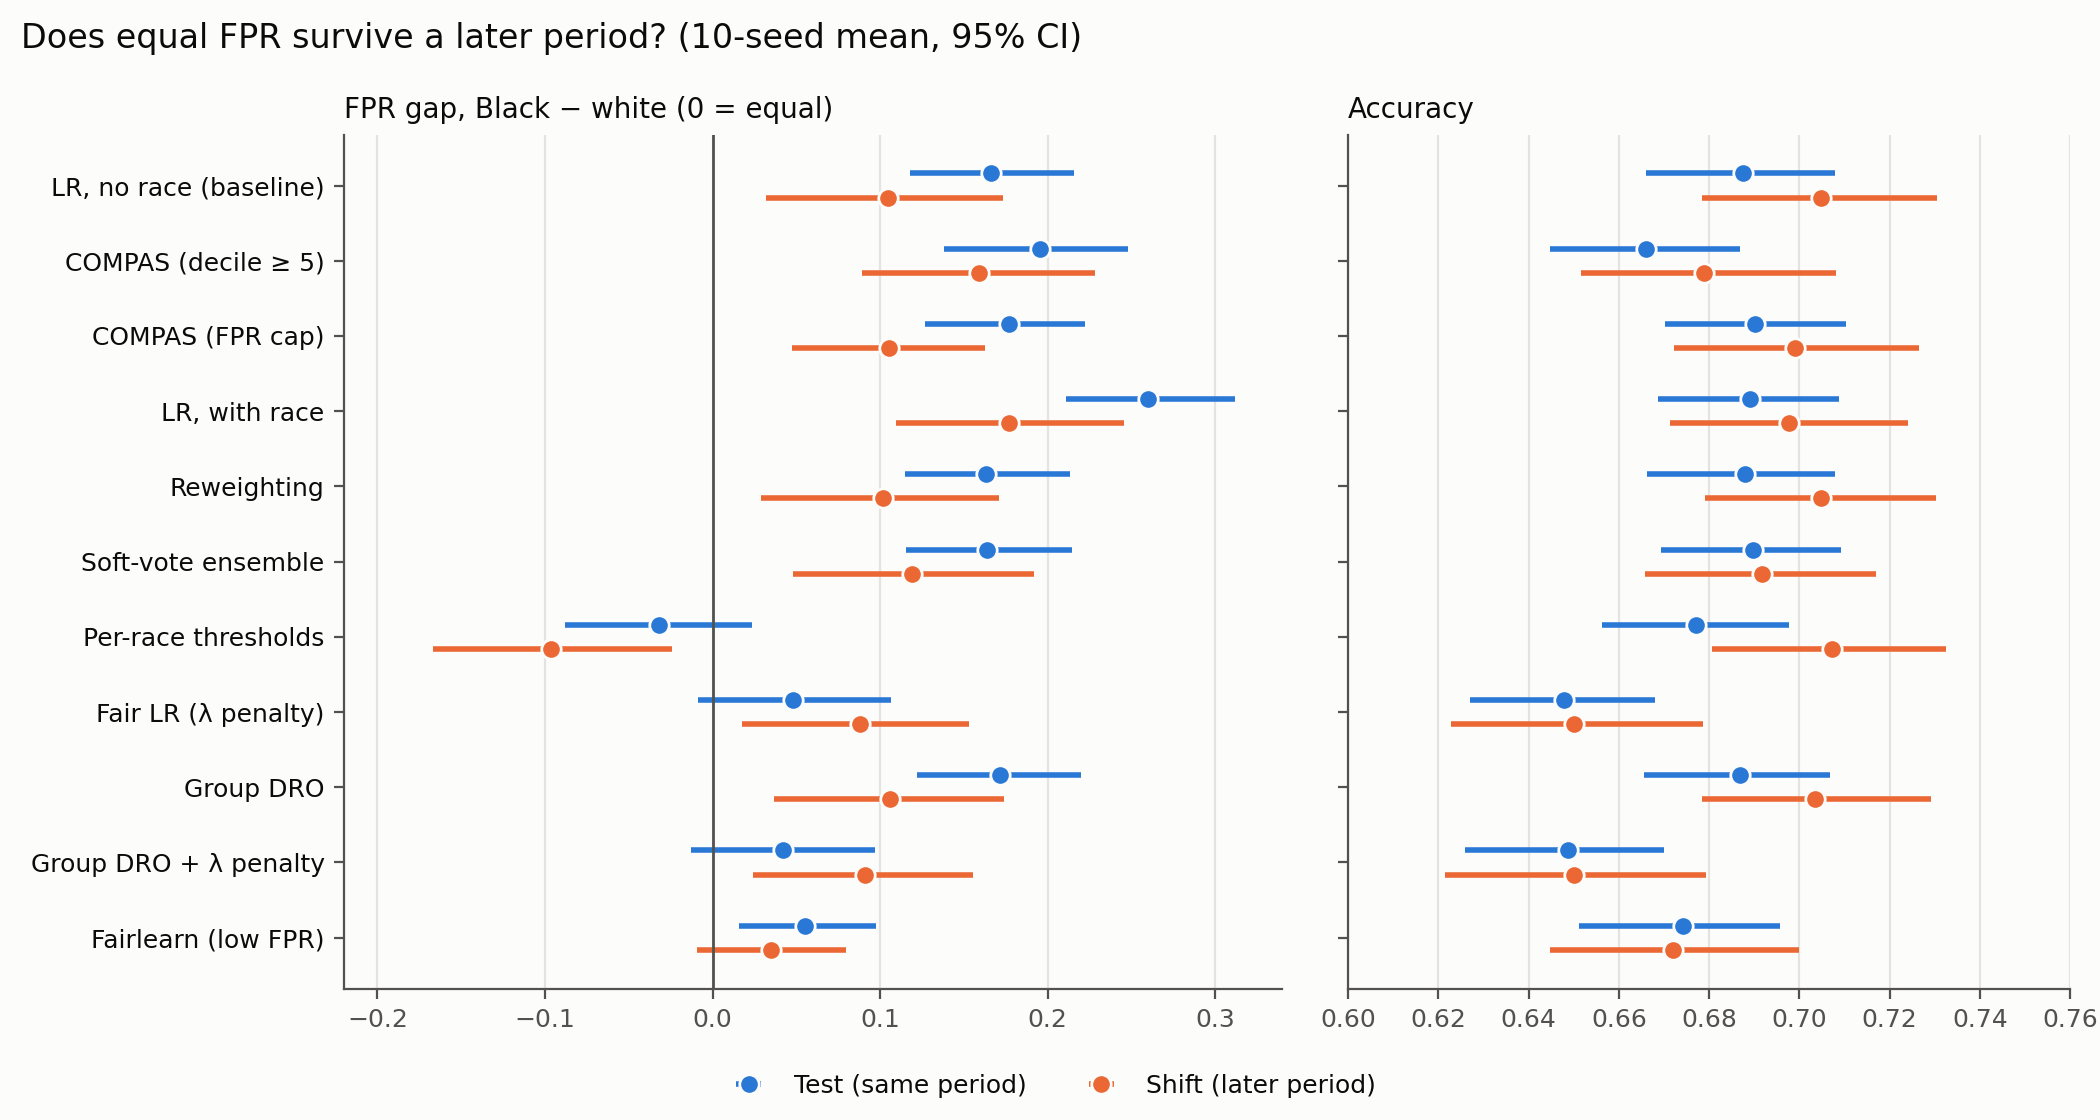 Does equal FPR survive a later period? (10-seed mean, 95% CI)
FPR gap, Black − white (0 = equal)
Accuracy
LR, no race (baseline)
COMPAS (decile ≥ 5)
COMPAS (FPR cap)
LR, with race
Reweighting
Soft-vote ensemble
Per-race thresholds
Fair LR (λ penalty)
Group DRO
Group DRO + λ penalty
Fairlearn (low FPR)
−0.2 −0.1 0.0 0.1 0.2 0.3
0.60 0.62 0.64 0.66 0.68 0.70 0.72 0.74 0.76
Test (same period) Shift (later period)